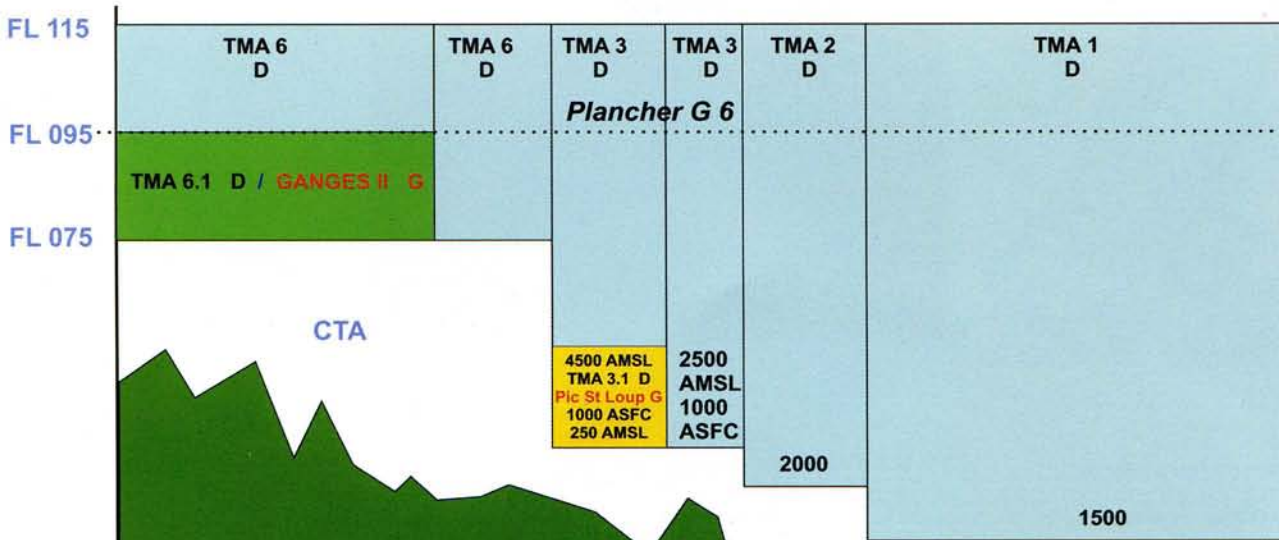 FL 115
TMA 6
D
TMA 6
D
TMA 3
D
TMA 3
D
TMA 2
D
TMA 1
D
Plancher G 6
FL 095
TMA 6.1 D / GANGES II G
FL 075
CTA
4500 AMSL
TMA 3.1 D
Pic St Loup G
1000 ASFC
250 AMSL
2500
AMSL
1000
ASFC
2000
1500